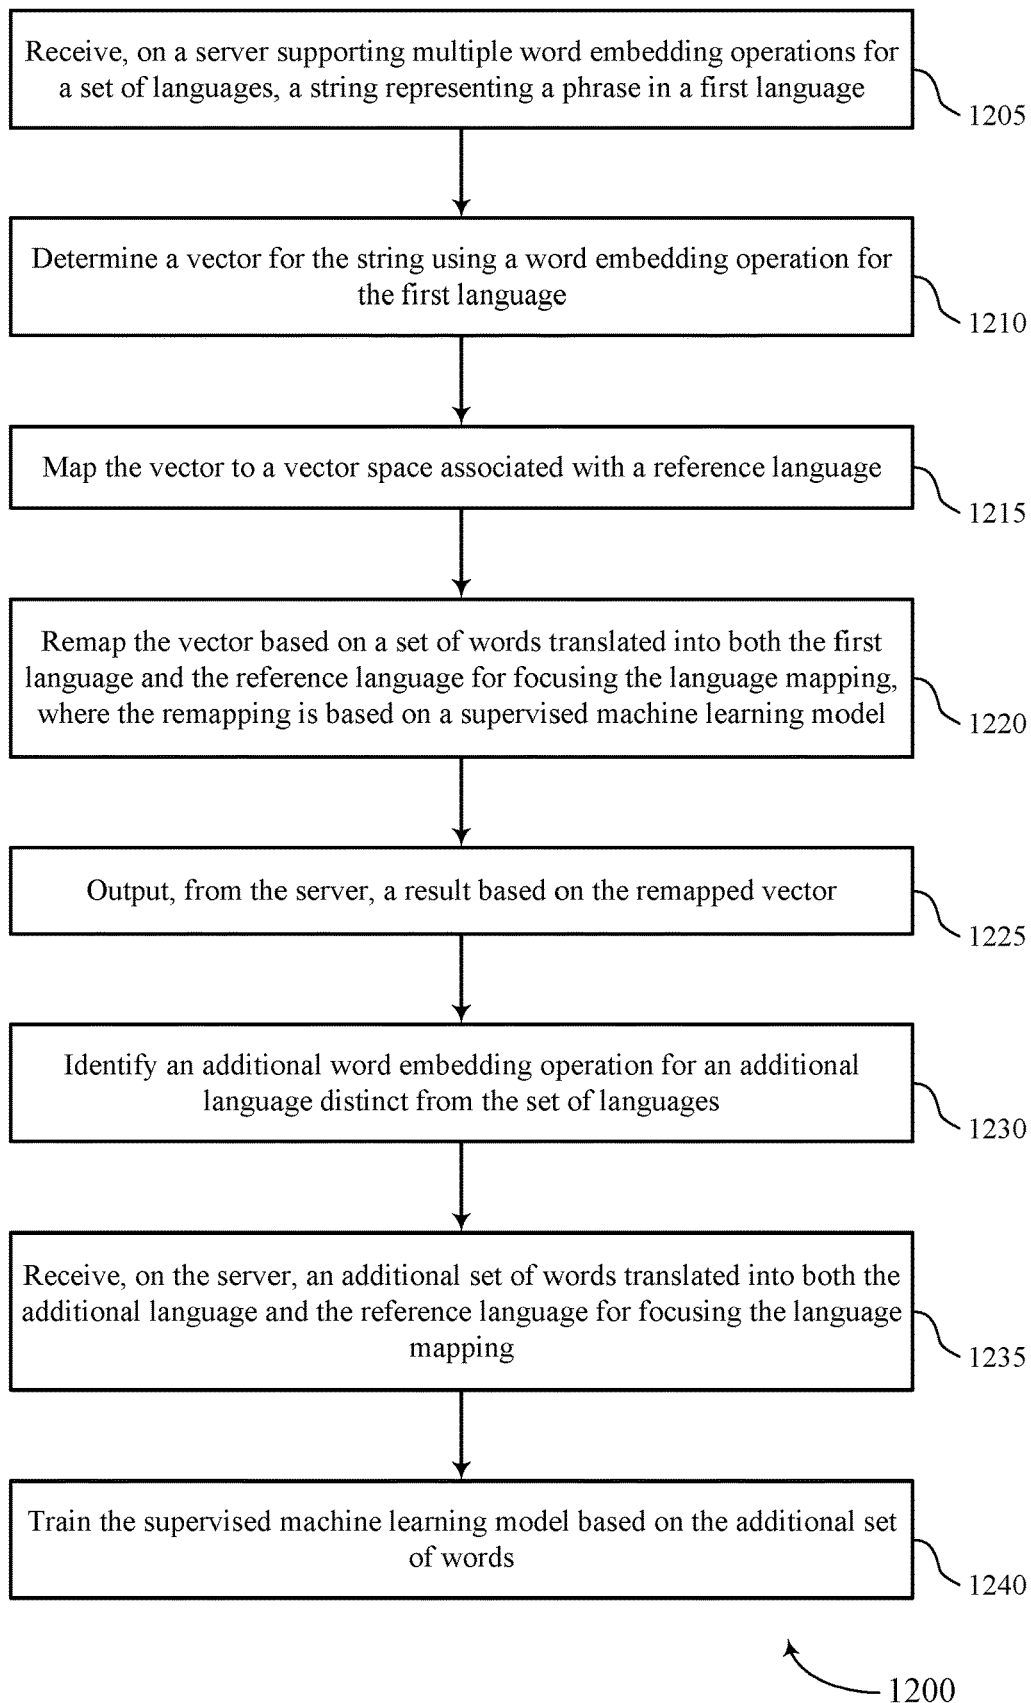 Receive, on a server supporting multiple word embedding operations for
a set of languages, a string representing a phrase in a first language
1205
Determine a vector for the string using a word embedding operation for
the first language
1210
Map the vector to a vector space associated with a reference language
1215
Remap the vector based on a set of words translated into both the first
language and the reference language for focusing the language mapping,
where the remapping is based on a supervised machine learning model
1220
Output, from the server, a result based on the remapped vector
1225
Identify an additional word embedding operation for an additional
language distinct from the set of languages
1230
Receive, on the server, an additional set of words translated into both the
additional language and the reference language for focusing the language
mapping
1235
Train the supervised machine learning model based on the additional set
of words
1240
1200